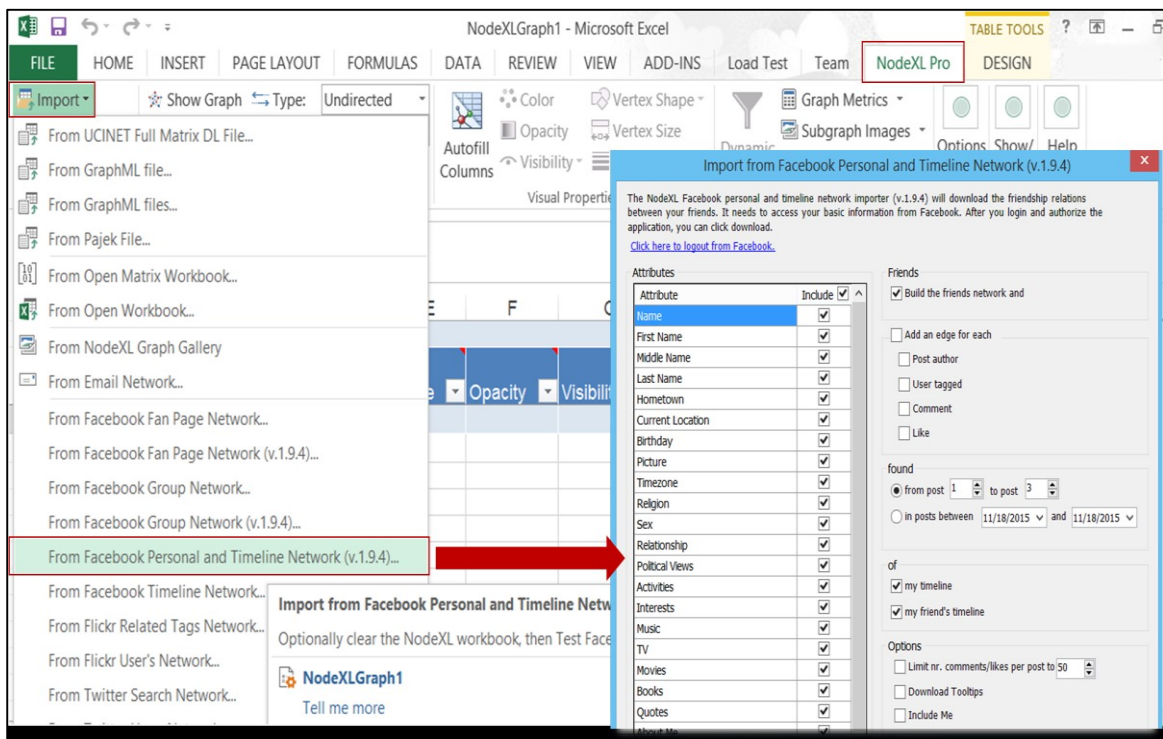 NodeXLGraph1 - Microsoft Excel
TABLE TOOLS
?
FILE HOME INSERT PAGE LAYOUT FORMULAS DATA REVIEW VIEW ADD-INS Load Test Team NodeXL Pro DESIGN
Import
Show Graph Type: Undirected
Autofill Columns
Color
Opacity
Visibility
Vertex Shape
Vertex Size
Visual Propertie
Dynamic
Graph Metrics
Subgraph Images
Options Show/ Help
From UCINET Full Matrix DL File...
From GraphML file...
From GraphML files...
From Pajek File...
From Open Matrix Workbook...
From Open Workbook...
From NodeXL Graph Gallery
From Email Network...
From Facebook Fan Page Network...
From Facebook Fan Page Network (v.1.9.4)...
From Facebook Group Network...
From Facebook Group Network (v.1.9.4)...
From Facebook Personal and Timeline Network (v.1.9.4)...
From Facebook Timeline Network...
From Flickr Related Tags Network...
From Flickr User's Network...
From Twitter Search Network...
F
Opacity
Visibilit
Import from Facebook Personal and Timeline Netw
Optionally clear the NodeXL workbook, then Test Face
NodeXLGraph1
Tell me more
Import from Facebook Personal and Timeline Network (v.1.9.4)
x
The NodeXL Facebook personal and timeline network importer (v.1.9.4) will download the friendship relations
between your friends. It needs to access your basic information from Facebook. After you login and authorize the
application, you can click download.
Click here to logout from Facebook.
Attributes
Attribute Include
Name
First Name
Middle Name
Last Name
Hometown
Current Location
Birthday
Picture
Timezone
Religion
Sex
Relationship
Political Views
Activities
Interests
Music
TV
Movies
Books
Quotes
About Me
Friends
Build the friends network and
Add an edge for each
Post author
User tagged
Comment
Like
found
from post 1 to post 3
in posts between 11/18/2015 and 11/18/2015
of
my timeline
my friend's timeline
Options
Limit nr. comments/likes per post to 50
Download Tooltips
Include Me